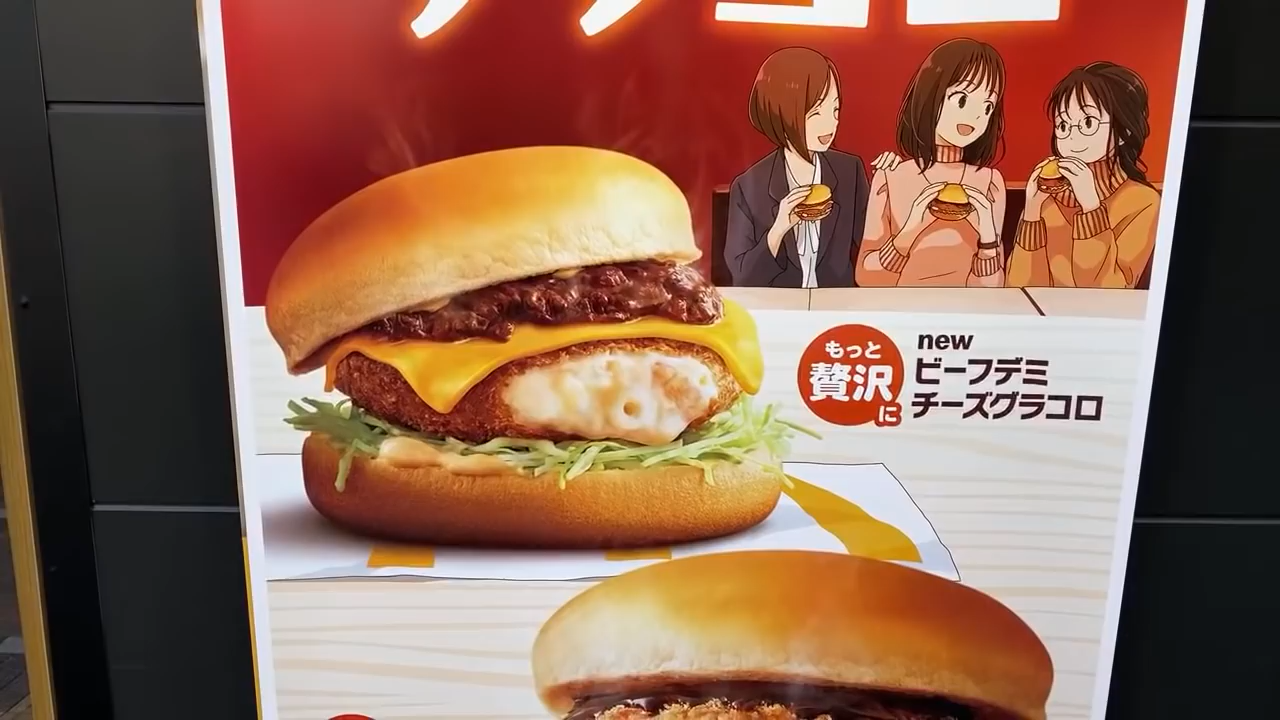 もっと
贅沢
に
new
ビーフデミ
チーズグラコロ